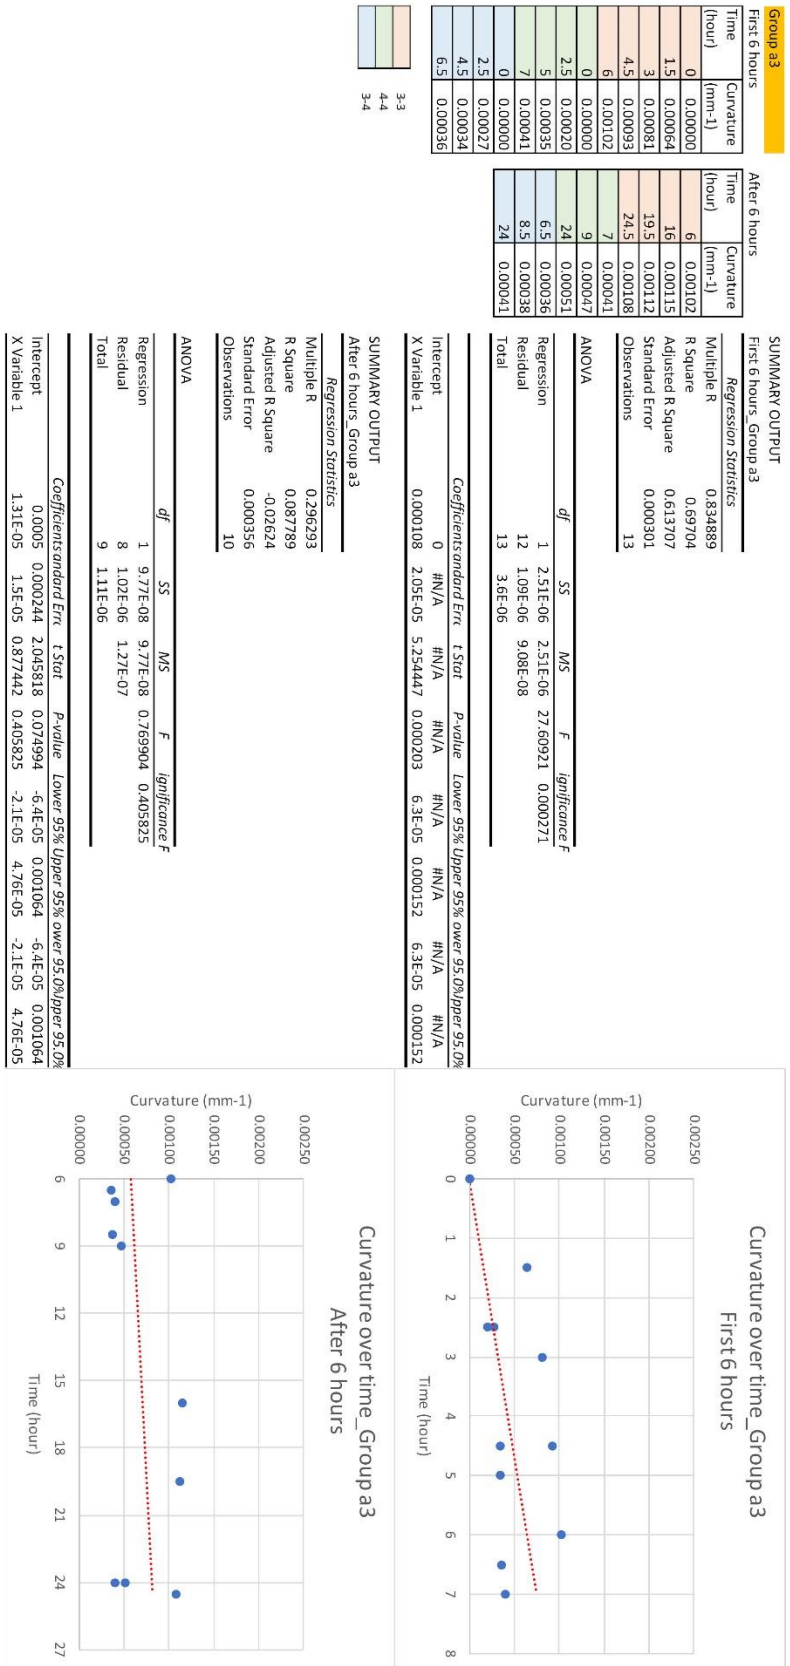 Group a3
First 6 hours
Time (hour) Curvature (mm-1)
0 0.00000
1.5 0.00064
3 0.00081
4.5 0.00093
6 0.00102
0 0.00000
2.5 0.00020
5 0.00035
7 0.00041
0 0.00000
2.5 0.00027
4.5 0.00034
6.5 0.00036
3-3
4-4
3-4
After 6 hours
Time (hour) Curvature (mm-1)
6 0.00102
16 0.00115
19.5 0.00112
24.5 0.00108
7 0.00041
9 0.00047
24 0.00051
6.5 0.00036
8.5 0.00038
24 0.00041
SUMMARY OUTPUT
First 6 hours_Group a3
Regression Statistics
Multiple R 0.834889
R Square 0.69704
Adjusted R Square 0.613707
Standard Error 0.000301
Observations 13
ANOVA
df SS MS F ignificance F
Regression 1 2.51E-06 2.51E-06 27.60921 0.000271
Residual 12 1.09E-06 9.08E-08
Total 13 3.6E-06
Coefficientsandard Erro t Stat P-value Lower 95% Upper 95% ower 95.0%Jpper 95.0%
Intercept 0 #N/A #N/A #N/A #N/A #N/A #N/A #N/A
X Variable 1 0.000108 2.05E-05 5.254447 0.000203 6.3E-05 0.000152 6.3E-05 0.000152
SUMMARY OUTPUT
After 6 hours_Group a3
Regression Statistics
Multiple R 0.296293
R Square 0.087789
Adjusted R Square -0.02624
Standard Error 0.000356
Observations 10
ANOVA
df SS MS F ignificance F
Regression 1 9.77E-08 9.77E-08 0.769904 0.405825
Residual 8 1.02E-06 1.27E-07
Total 9 1.11E-06
Coefficientsandard Erro t Stat P-value Lower 95% Upper 95% ower 95.0%Jpper 95.0%
Intercept 0.0005 0.000244 2.045818 0.074994 -6.4E-05 0.001064 -6.4E-05 0.001064
X Variable 1 1.31E-05 1.5E-05 0.877442 0.405825 -2.1E-05 4.76E-05 -2.1E-05 4.76E-05
Curvature over time_Group a3
First 6 hours
Curvature (mm-1)
0.00250
0.00200
0.00150
0.00100
0.00050
0.00000
0 1 2 3 4 5 6 7 8
Time (hour)
Curvature over time_Group a3
After 6 hours
Curvature (mm-1)
0.00250
0.00200
0.00150
0.00100
0.00050
0.00000
6 9 12 15 18 21 24 27
Time (hour)